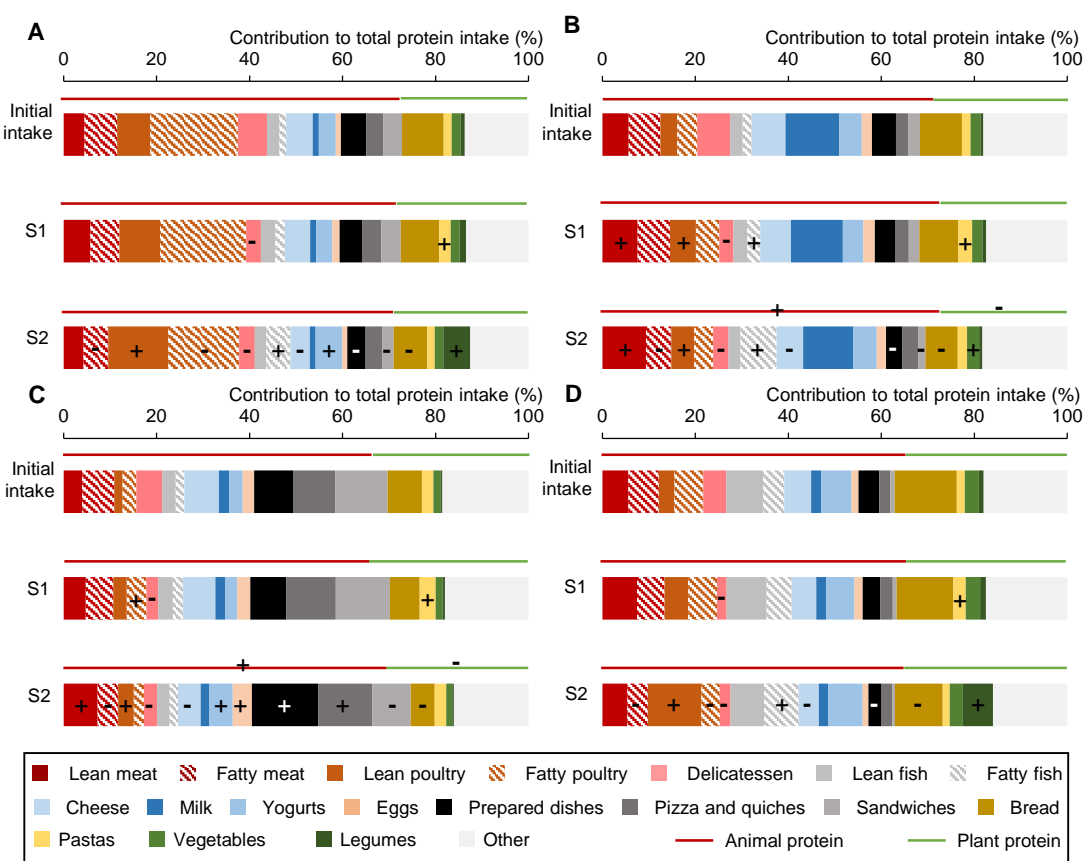 A
Contribution to total protein intake (%)
0 20 40 60 80 100
Initial
intake
S1
-
+
S2
- + - - + - + - - - +
B
Contribution to total protein intake (%)
0 20 40 60 80 100
Initial
intake
S1
+ + - + +
+ -
S2
+ - + - + - - - - +
C
Contribution to total protein intake (%)
0 20 40 60 80 100
Initial
intake
S1
+ - +
+ -
S2
+ - + - - + + + + - -
D
Contribution to total protein intake (%)
0 20 40 60 80 100
Initial
intake
S1
- +
S2
- + - - + - - - +
Lean meat Fatty meat Lean poultry Fatty poultry Delicatessen Lean fish Fatty fish
Cheese Milk Yogurts Eggs Prepared dishes Pizza and quiches Sandwiches Bread
Pastas Vegetables Legumes Other Animal protein Plant protein